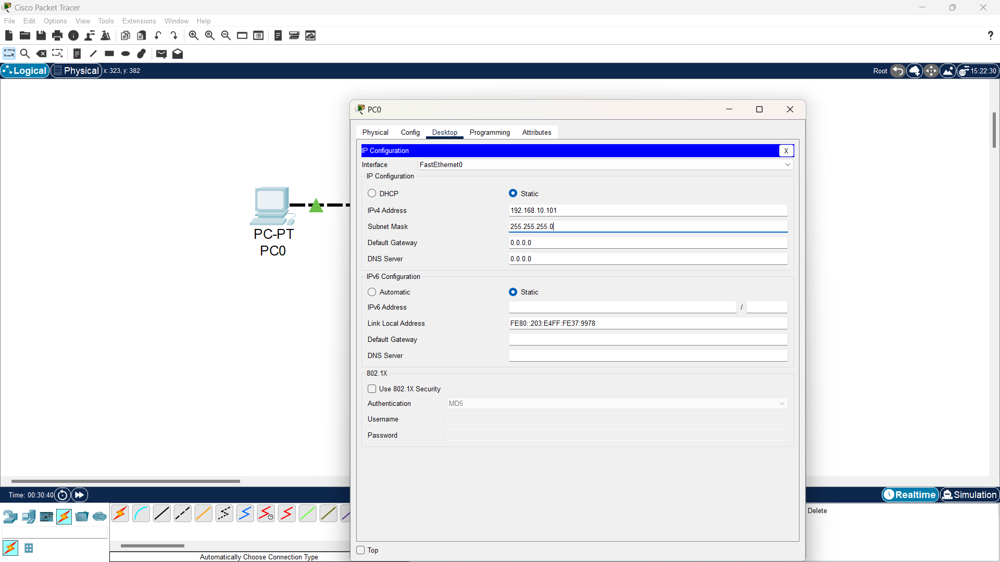 Cisco Packet Tracer
File Edit Options View Tools Extensions Window Help
Logical Physical x: 323, y: 382 Root 15:22:30
PC0
Physical Config Desktop Programming Attributes
IP Configuration X
Interface FastEthernet0
IP Configuration
DHCP Static
IPv4 Address 192.168.10.101
Subnet Mask 255.255.255.0
Default Gateway 0.0.0.0
DNS Server 0.0.0.0
PC-PT
PC0
IPv6 Configuration
Automatic Static
IPv6 Address /
Link Local Address FE80::203:E4FF:FE37:9978
Default Gateway
DNS Server
802.1X
Use 802.1X Security
Authentication MD5
Username
Password
Time: 00:30:40 Realtime Simulation
Delete
Top
Automatically Choose Connection Type